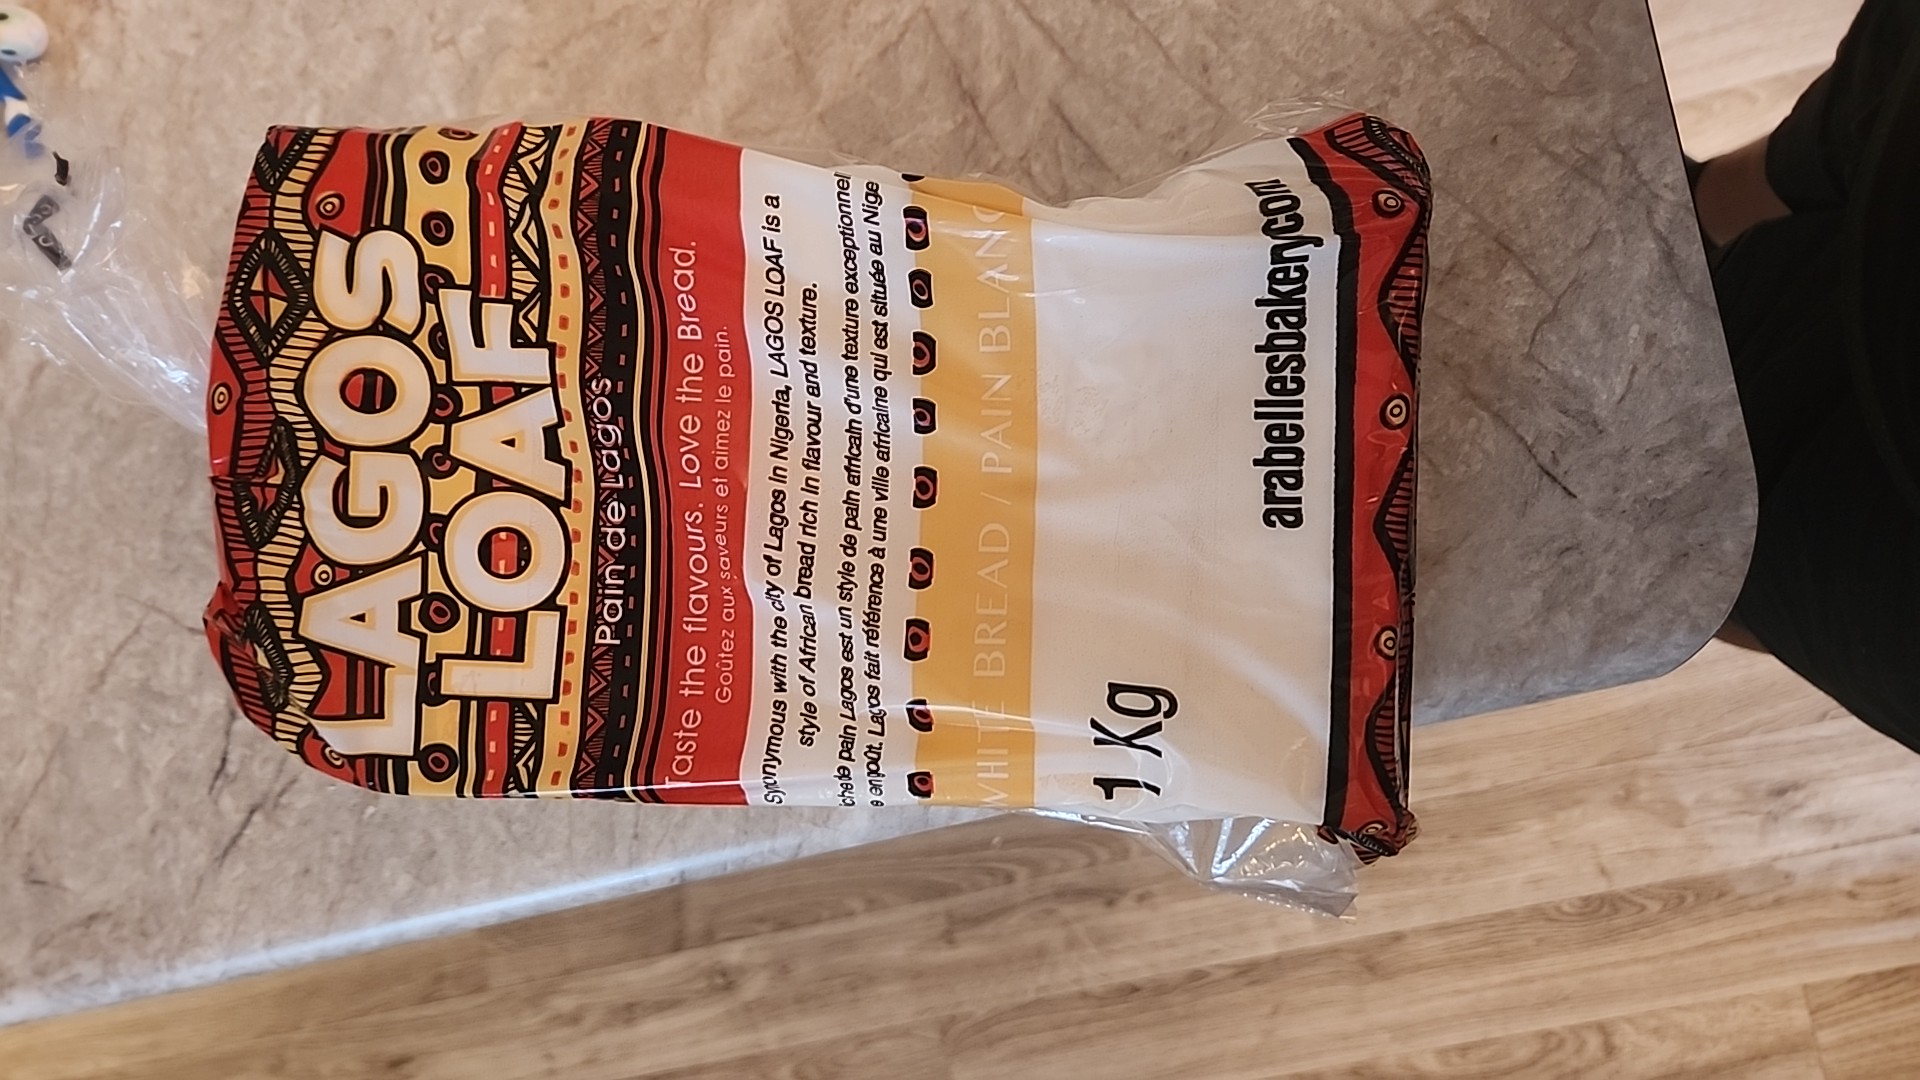 LAGOS
LOAF
Pain de Lagos
Taste the flavours. Love the Bread.
Goûtez aux saveurs et aimez le pain.
Synonymous with the city of Lagos in Nigeria, LAGOS LOAF is a
style of African bread rich in flavour and texture.
de pain Lagos est un style de pain africain d'une texture exceptionnel
Lagos fait référence à une ville africaine qui est située au Nige
WHITE BREAD / PAIN BLANC
1 Kg
arabellesbakery.com